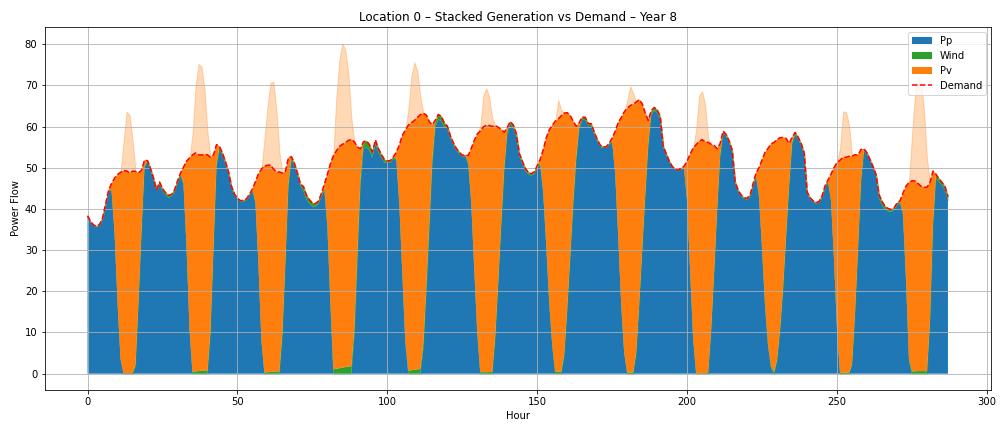 Location 0 – Stacked Generation vs Demand – Year 8
Power Flow
80
70
60
50
40
30
20
10
0
Pp
Wind
Pv
Demand
0 50 100 150 200 250 300
Hour